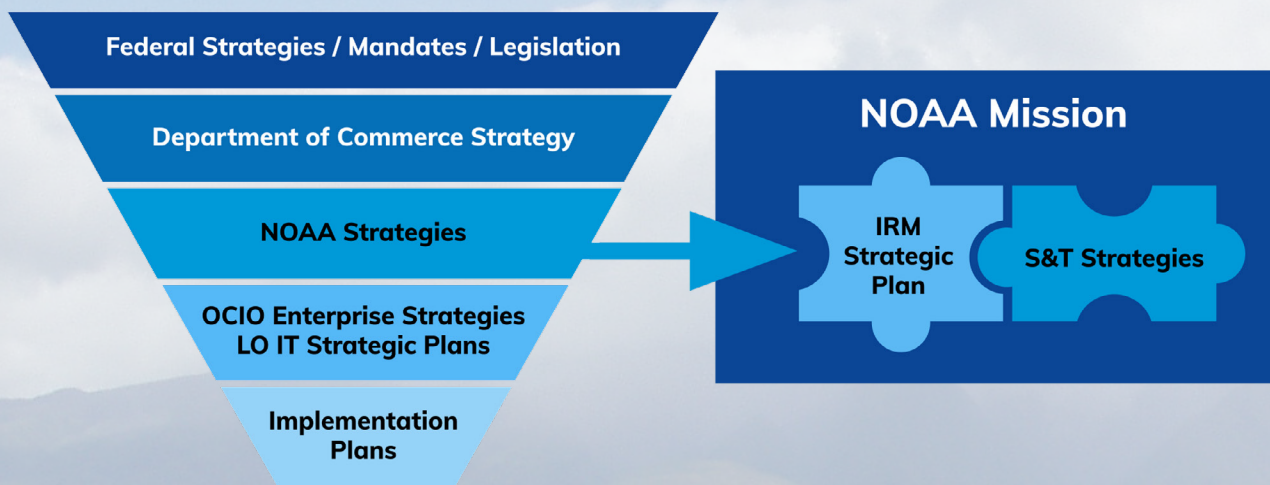 Federal Strategies / Mandates / Legislation
Department of Commerce Strategy
NOAA Strategies
OCIO Enterprise Strategies
LO IT Strategic Plans
Implementation
Plans
NOAA Mission
IRM
Strategic
Plan
S&T Strategies